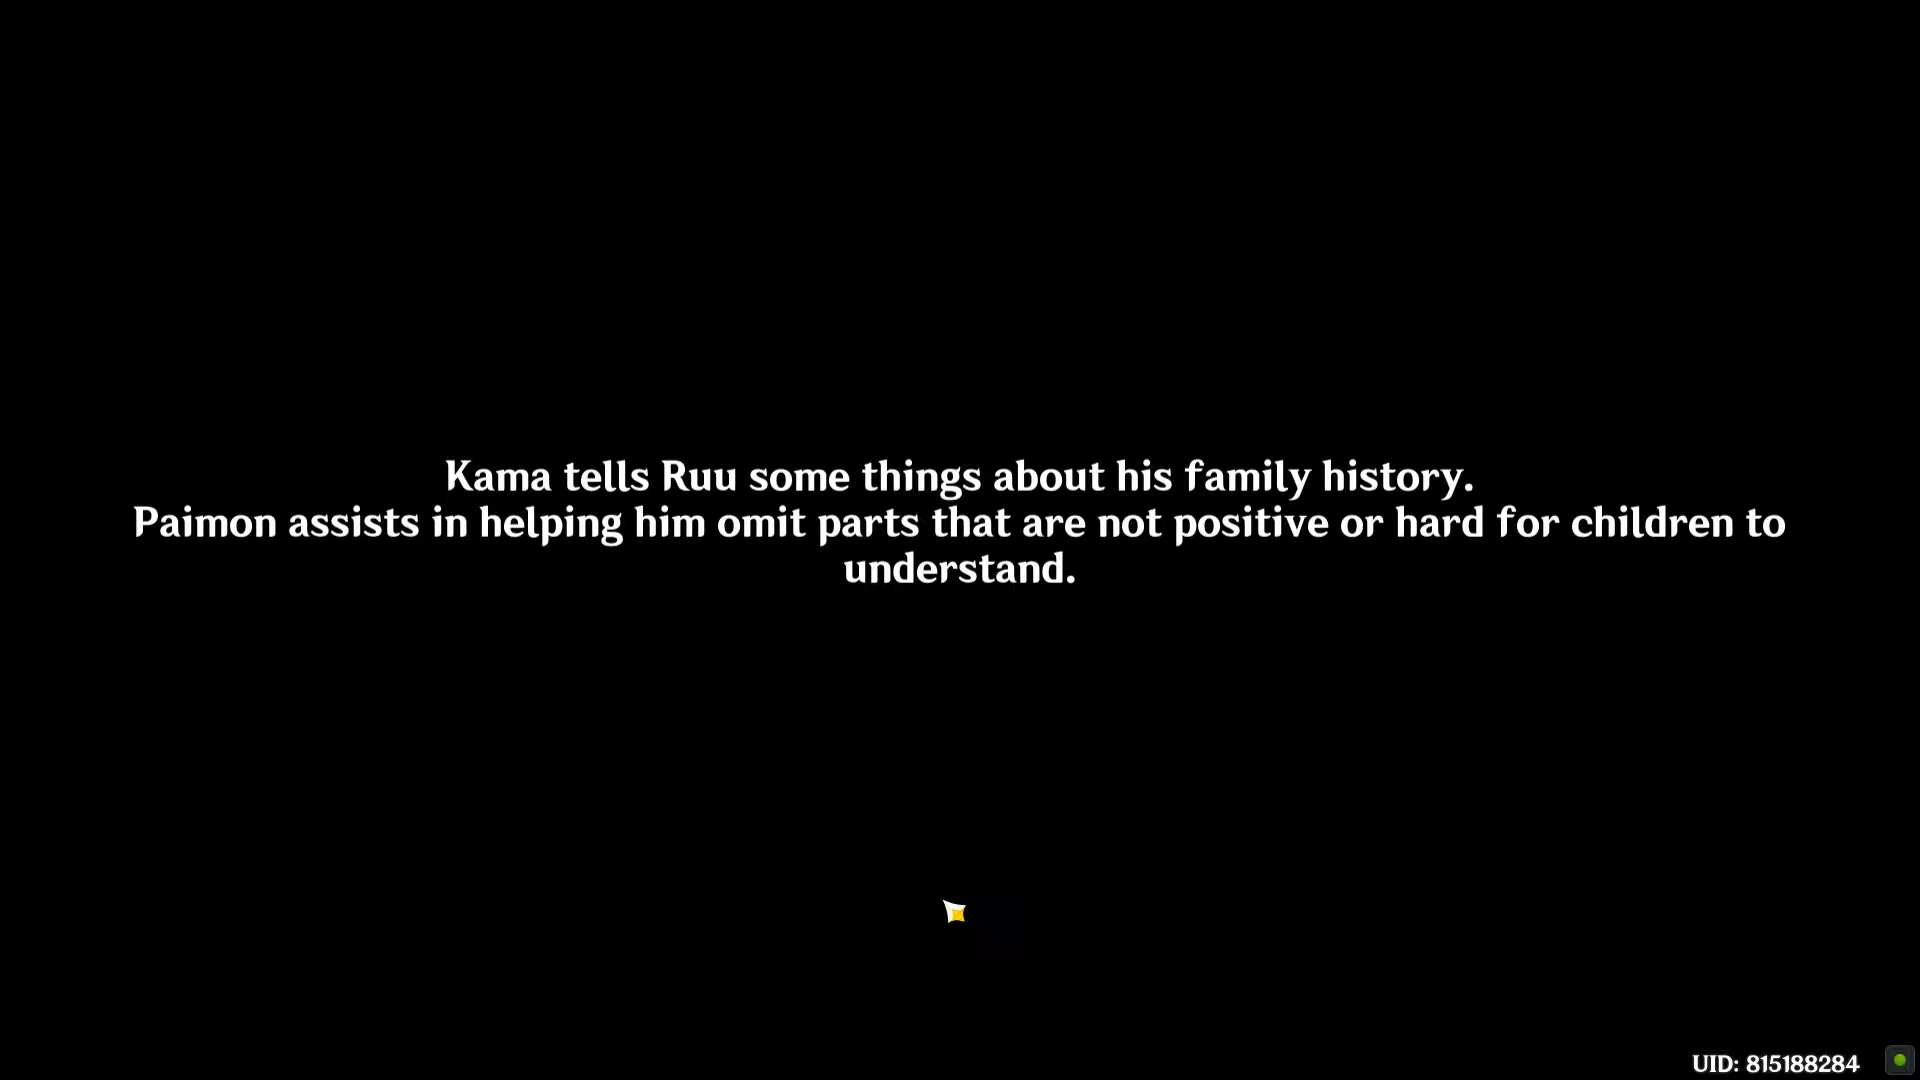 Kama tells Ruu some things about his family history.
Paimon assists in helping him omit parts that are not positive or hard for children to
understand.
UID: 815188284